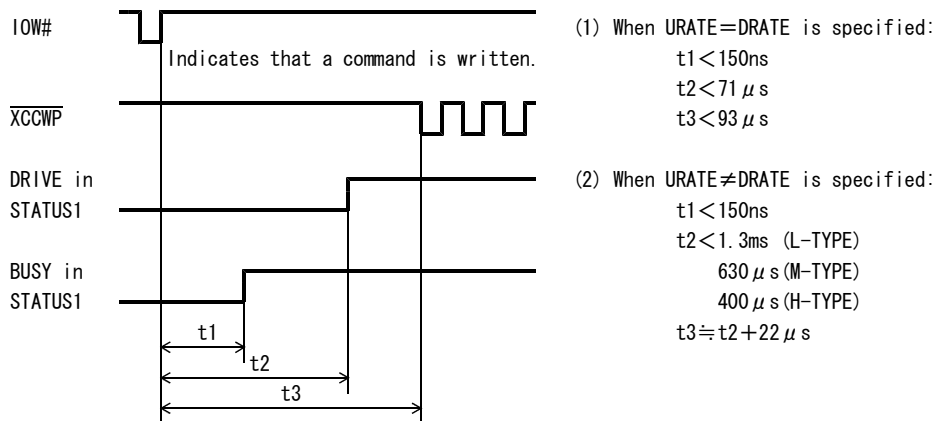 IOW#
Indicates that a command is written.
XCCWP
DRIVE in
STATUS1
BUSY in
STATUS1
t1
t2
t3
(1) When URATE＝DRATE is specified:
t1＜150ns
t2＜71μs
t3＜93μs
(2) When URATE≠DRATE is specified:
t1＜150ns
t2＜1.3ms (L-TYPE)
630μs(M-TYPE)
400μs(H-TYPE)
t3≒t2＋22μs